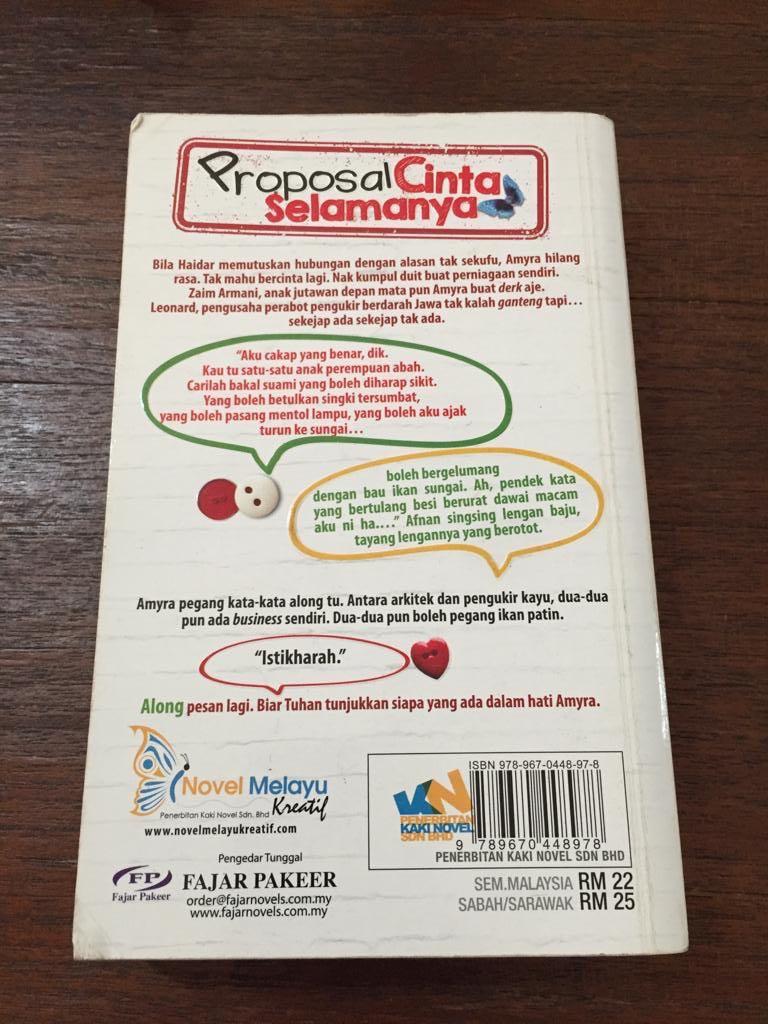 Proposal Cinta
Selamanya
Bila Haidar memutuskan hubungan dengan alasan tak sekufu, Amyra hilang
rasa. Tak mahu bercinta lagi. Nak kumpul duit buat perniagaan sendiri.
Zaim Armani, anak jutawan depan mata pun Amyra buat derk aje.
Leonard, pengusaha perabot pengukir berdarah Jawa tak kalah ganteng tapi...
sekejap ada sekejap tak ada.
"Aku cakap yang benar, dik.
Kau tu satu-satu anak perempuan abah.
Carilah bakal suami yang boleh diharap sikit.
Yang boleh betulkan singki tersumbat,
yang boleh pasang mentol lampu, yang boleh aku ajak
turun ke sungai...
boleh bergelumang
dengan bau ikan sungai. Ah, pendek kata
yang bertulang besi berurat dawai macam
aku ni ha...." Afnan singsing lengan baju,
tayang lengannya yang berotot.
Amyra pegang kata-kata along tu. Antara arkitek dan pengukir kayu, dua-dua
pun ada business sendiri. Dua-dua pun boleh pegang ikan patin.
"Istikharah."
Along pesan lagi. Biar Tuhan tunjukkan siapa yang ada dalam hati Amyra.
Novel Melayu
Kreatif
Penerbitan Kaki Novel Sdn. Bhd
www.novelmelayukreatif.com
Pengedar Tunggal
FP
Fajar Pakeer
FAJAR PAKEER
order@fajarnovels.com.my
www.fajarnovels.com.my
ISBN 978-967-0448-97-8
KN
PENERBITAN
KAKI NOVEL
SDN BHD
9 789670 448978
PENERBITAN KAKI NOVEL SDN BHD
SEM.MALAYSIA RM 22
SABAH/SARAWAK RM 25